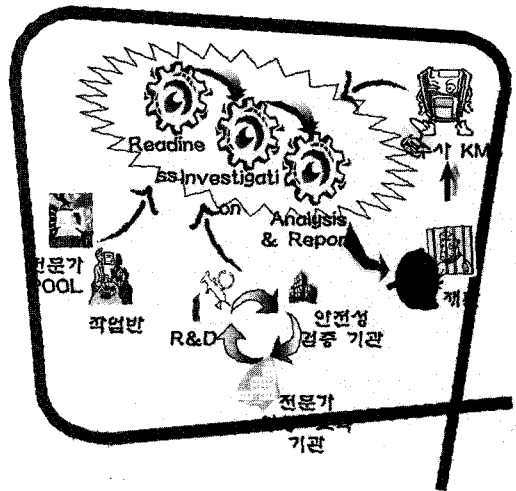 Readine
ss
Investigati
on
Analysis
& Repor
KM
전문가
POOL
작업반
R&D
안전성
검증 기관
전문가
기관